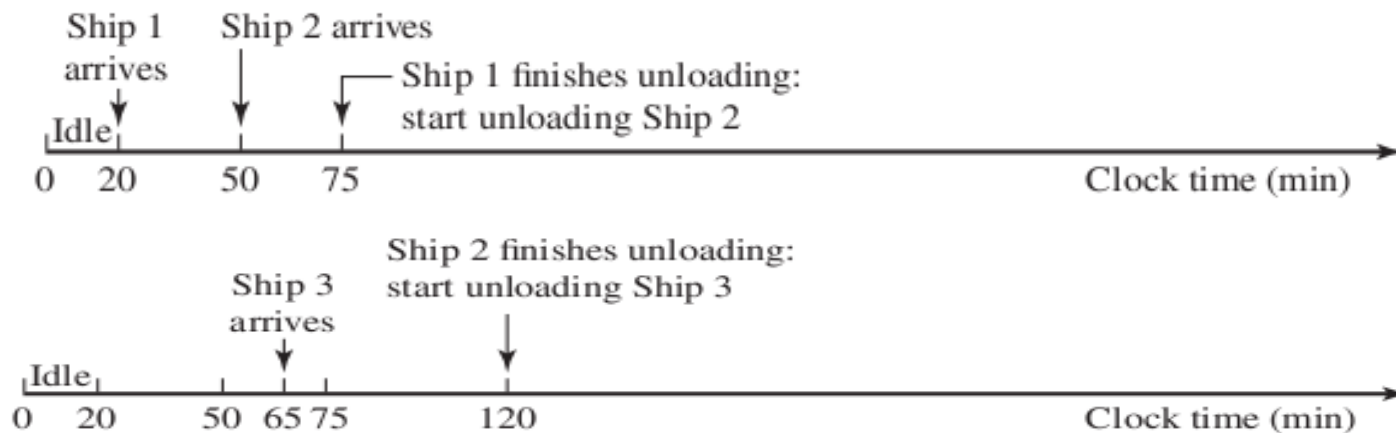 Ship 1 Ship 2 arrives
arrives
Ship 1 finishes unloading:
start unloading Ship 2
Idle
0 20 50 75 Clock time (min)
Ship 2 finishes unloading:
start unloading Ship 3
Ship 3
arrives
Idle
0 20 50 65 75 120 Clock time (min)